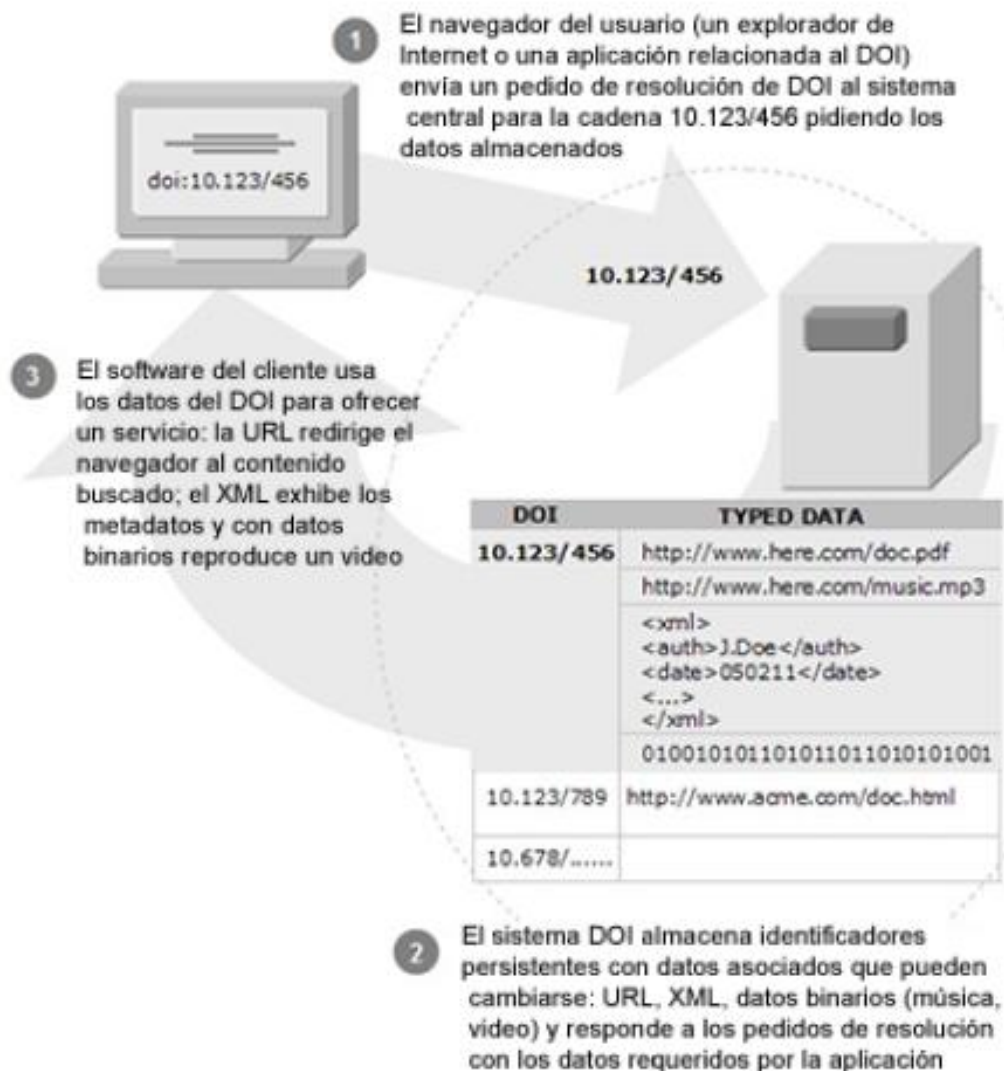 1
El navegador del usuario (un explorador de
Internet o una aplicación relacionada al DOI)
envía un pedido de resolución de DOI al sistema
central para la cadena 10.123/456 pidiendo los
datos almacenados
doi:10.123/456
10.123/456
3
El software del cliente usa
los datos del DOI para ofrecer
un servicio: la URL redirige el
navegador al contenido
buscado; el XML exhibe los
metadatos y con datos
binarios reproduce un video
DOI TYPED DATA
10.123/456 http://www.here.com/doc.pdf
http://www.here.com/music.mp3
<xml>
<auth>J.Doe</auth>
<date>050211</date>
<...>
</xml>
010010101101011011010101001
10.123/789 http://www.acme.com/doc.html
10.678/......
2
El sistema DOI almacena identificadores
persistentes con datos asociados que pueden
cambiarse: URL, XML, datos binarios (música,
video) y responde a los pedidos de resolución
con los datos requeridos por la aplicación